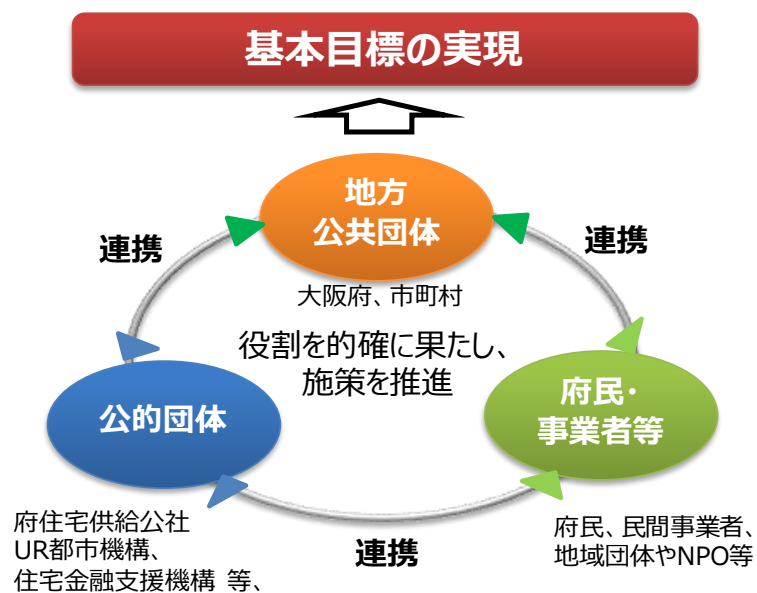 基本目標の実現
地方
公共団体
連携
連携
大阪府、市町村
役割を的確に果たし、
施策を推進
公的団体
府民・
事業者等
府住宅供給公社
UR都市機構、
住宅金融支援機構 等、
連携
府民、民間事業者、
地域団体やNPO等